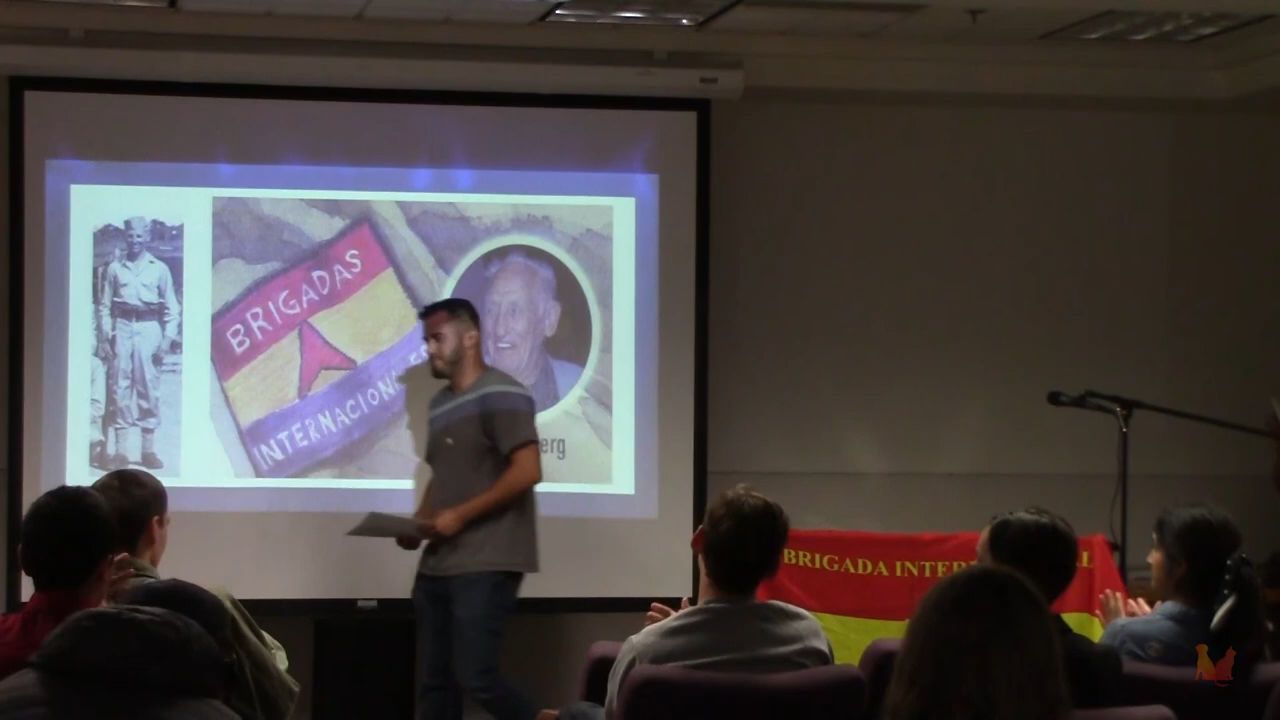 BRIGADAS
INTERNACION
erg
BRIGADA INTER
L